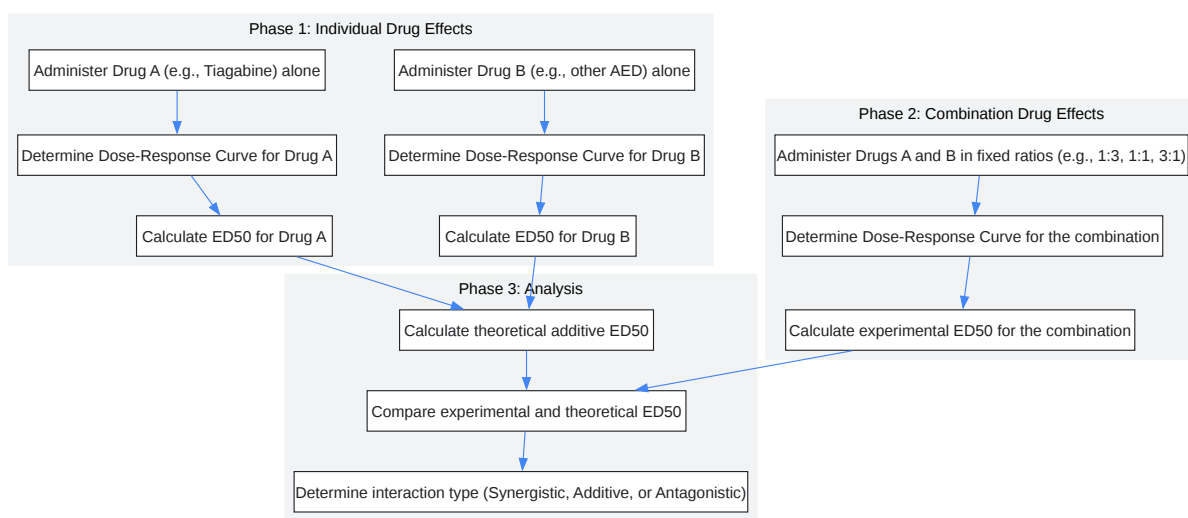 Phase 1: Individual Drug Effects
Administer Drug A (e.g., Tiagabine) alone
Administer Drug B (e.g., other AED) alone
Determine Dose-Response Curve for Drug A
Determine Dose-Response Curve for Drug B
Calculate ED50 for Drug A
Calculate ED50 for Drug B
Phase 2: Combination Drug Effects
Administer Drugs A and B in fixed ratios (e.g., 1:3, 1:1, 3:1)
Determine Dose-Response Curve for the combination
Calculate experimental ED50 for the combination
Phase 3: Analysis
Calculate theoretical additive ED50
Compare experimental and theoretical ED50
Determine interaction type (Synergistic, Additive, or Antagonistic)